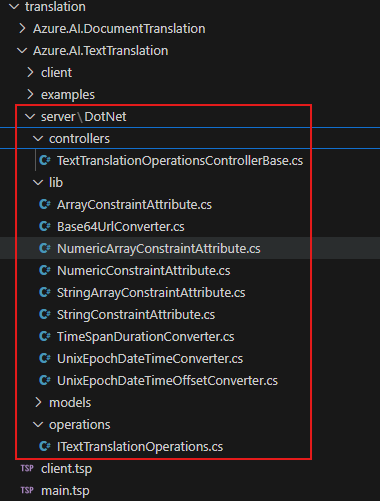 translation
Azure.AI.DocumentTranslation
Azure.AI.TextTranslation
client
examples
server\DotNet
controllers
C# TextTranslationOperationsControllerBase.cs
lib
C# ArrayConstraintAttribute.cs
C# Base64UrlConverter.cs
C# NumericArrayConstraintAttribute.cs
C# NumericConstraintAttribute.cs
C# StringArrayConstraintAttribute.cs
C# StringConstraintAttribute.cs
C# TimeSpanDurationConverter.cs
C# UnixEpochDateTimeConverter.cs
C# UnixEpochDateTimeOffsetConverter.cs
models
operations
C# ITextTranslationOperations.cs
TSP client.tsp
TSP main.tsp